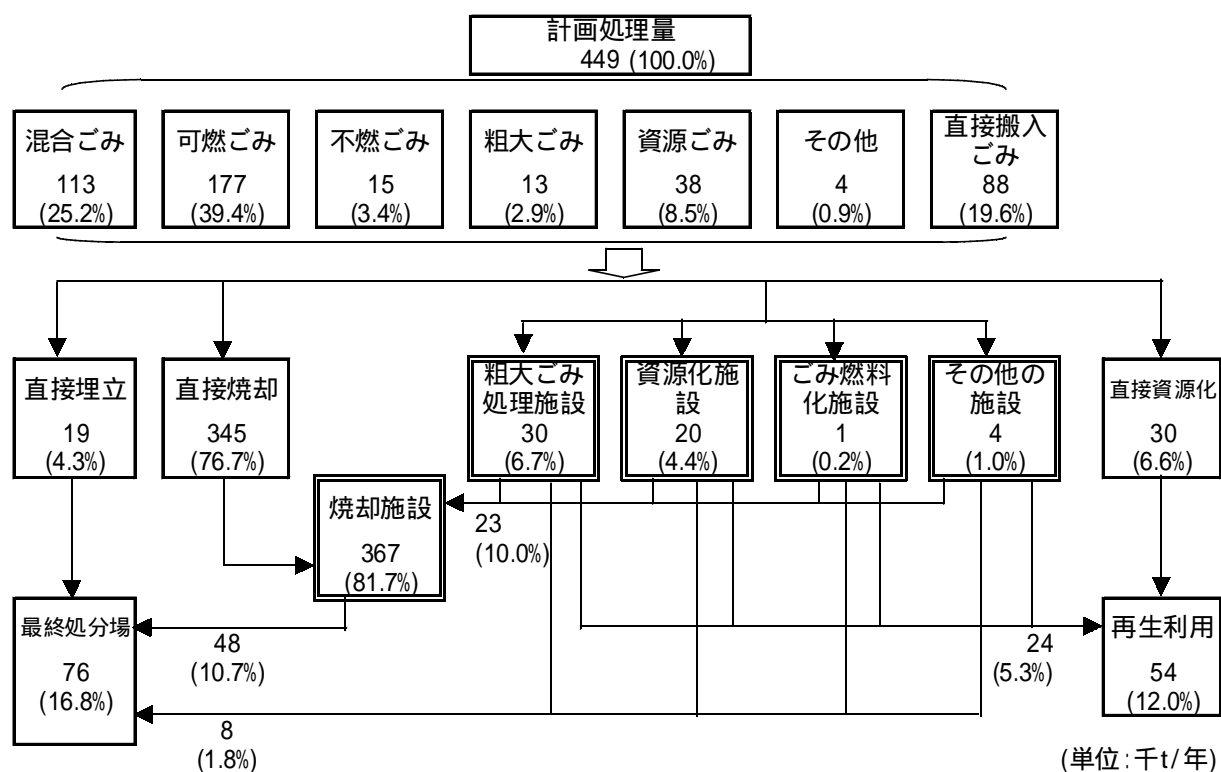 計画処理量
449 (100.0%)
混合ごみ
113
(25.2%)
可燃ごみ
177
(39.4%)
不燃ごみ
15
(3.4%)
粗大ごみ
13
(2.9%)
資源ごみ
38
(8.5%)
その他
4
(0.9%)
直接搬入
ごみ
88
(19.6%)
直接埋立
19
(4.3%)
直接焼却
345
(76.7%)
粗大ごみ
処理施設
30
(6.7%)
資源化施
設
20
(4.4%)
ごみ燃料
化施設
1
(0.2%)
その他の
施設
4
(1.0%)
直接資源化
30
(6.6%)
焼却施設
367
(81.7%)
23
(10.0%)
最終処分場
76
(16.8%)
48
(10.7%)
8
(1.8%)
24
(5.3%)
再生利用
54
(12.0%)
(単位:千t/年)